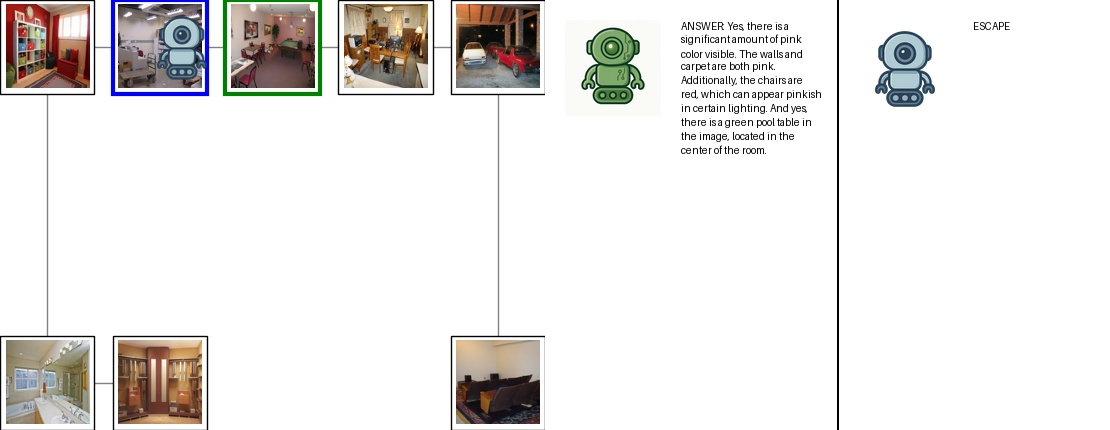 ANSWER: Yes, there is a
significant amount of pink
color visible. The walls and
carpet are both pink.
Additionally, the chairs are
red, which can appear pinkish
in certain lighting. And yes,
there is a green pool table in
the image, located in the
center of the room.
ESCAPE